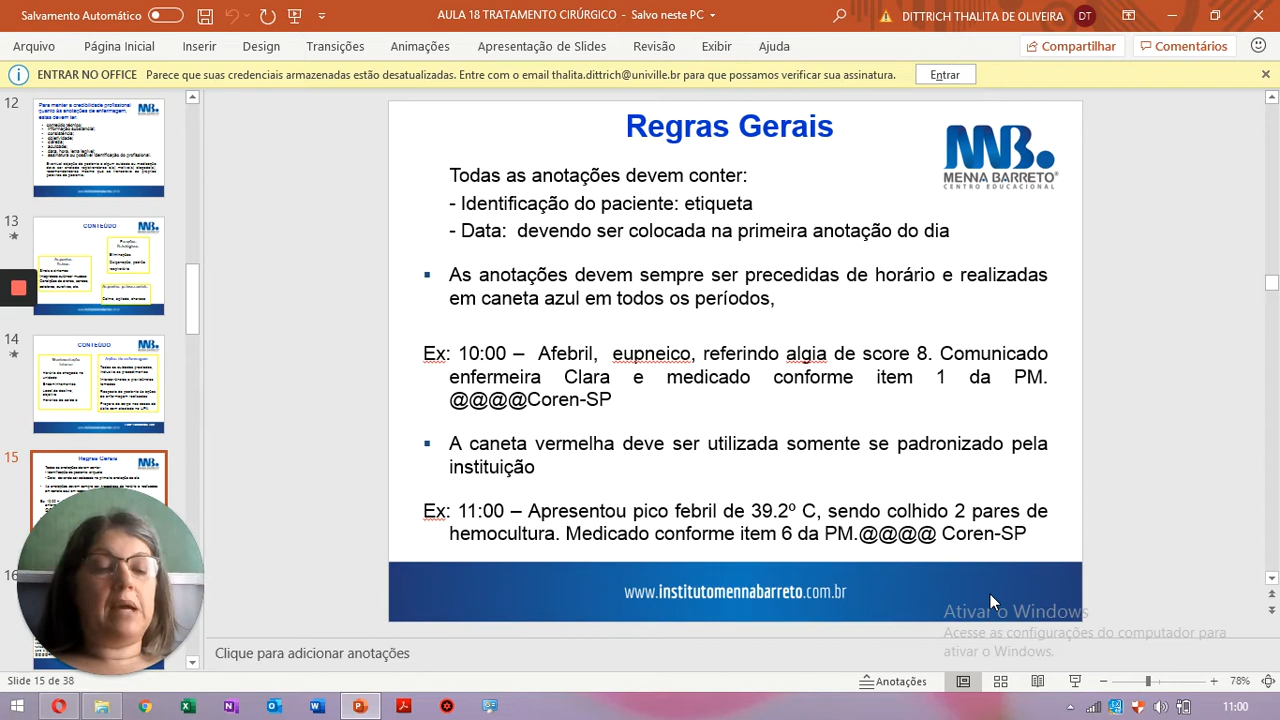 Salvamento Automático
AULA 18 TRATAMENTO CIRÚRGICO - Salvo neste PC
DITTRICH THALITA DE OLIVEIRA DT
Arquivo Página Inicial Inserir Design Transições Animações Apresentação de Slides Revisão Exibir Ajuda Compartilhar Comentários
ENTRAR NO OFFICE Parece que suas credenciais armazenadas estão desatualizadas. Entre com o email thalita.dittrich@univille.br para que possamos verificar sua assinatura. Entrar
12
13
CONTEÚDO
14
CONTEÚDO
15
Regras Gerais
16
Regras Gerais
MB.
MENNA BARRETO
CENTRO EDUCACIONAL
Todas as anotações devem conter:
- Identificação do paciente: etiqueta
- Data: devendo ser colocada na primeira anotação do dia
▪ As anotações devem sempre ser precedidas de horário e realizadas
em caneta azul em todos os períodos,
Ex: 10:00 – Afebril, eupneico, referindo algia de score 8. Comunicado
enfermeira Clara e medicado conforme item 1 da PM.
@@@@Coren-SP
▪ A caneta vermelha deve ser utilizada somente se padronizado pela
instituição
Ex: 11:00 – Apresentou pico febril de 39.2º C, sendo colhido 2 pares de
hemocultura. Medicado conforme item 6 da PM.@@@@ Coren-SP
www.institutomennabarreto.com.br
Ativar o Windows
Acesse as configurações do computador para
ativar o Windows.
Clique para adicionar anotações
Slide 15 de 38
Anotações
78%
11:00